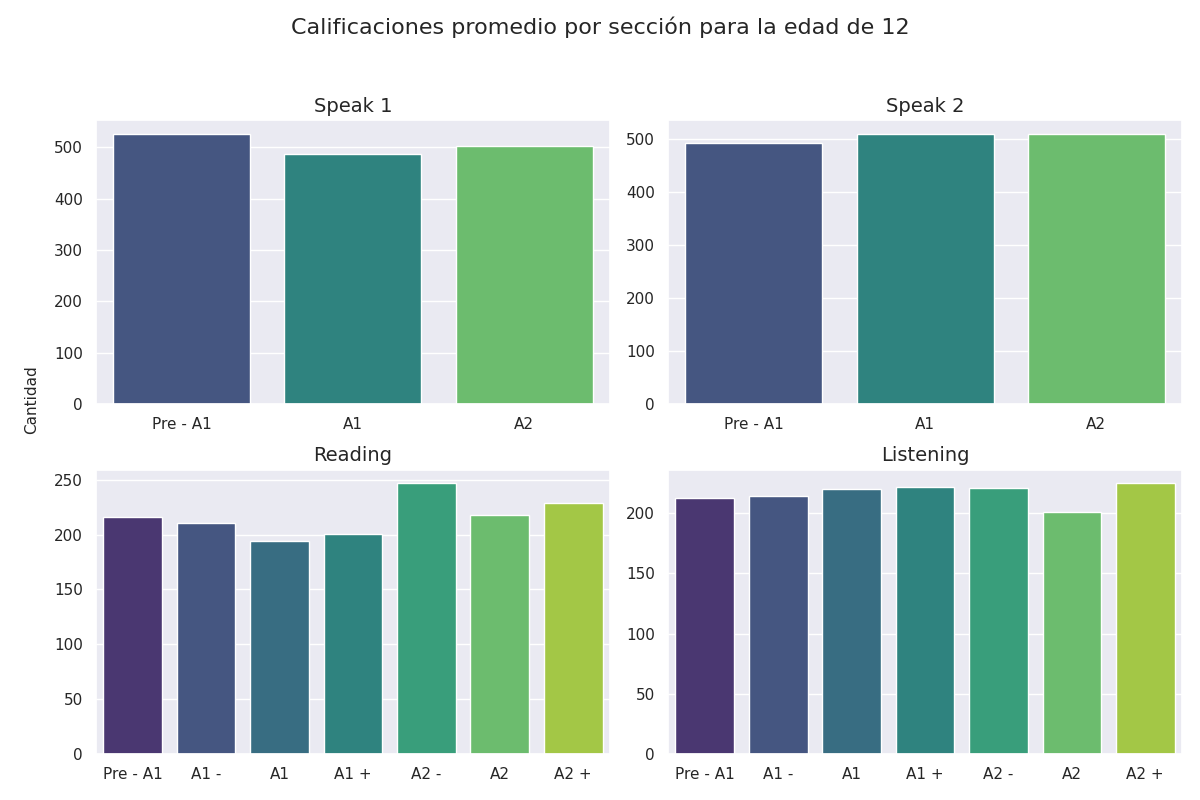 Calificaciones promedio por sección para la edad de 12
Speak 1
500
400
300
200
100
0
Pre - A1 A1 A2
Speak 2
500
400
300
200
100
0
Pre - A1 A1 A2
Cantidad
Reading
250
200
150
100
50
0
Pre - A1 A1 - A1 A1 + A2 - A2 A2 +
Listening
200
150
100
50
0
Pre - A1 A1 - A1 A1 + A2 - A2 A2 +